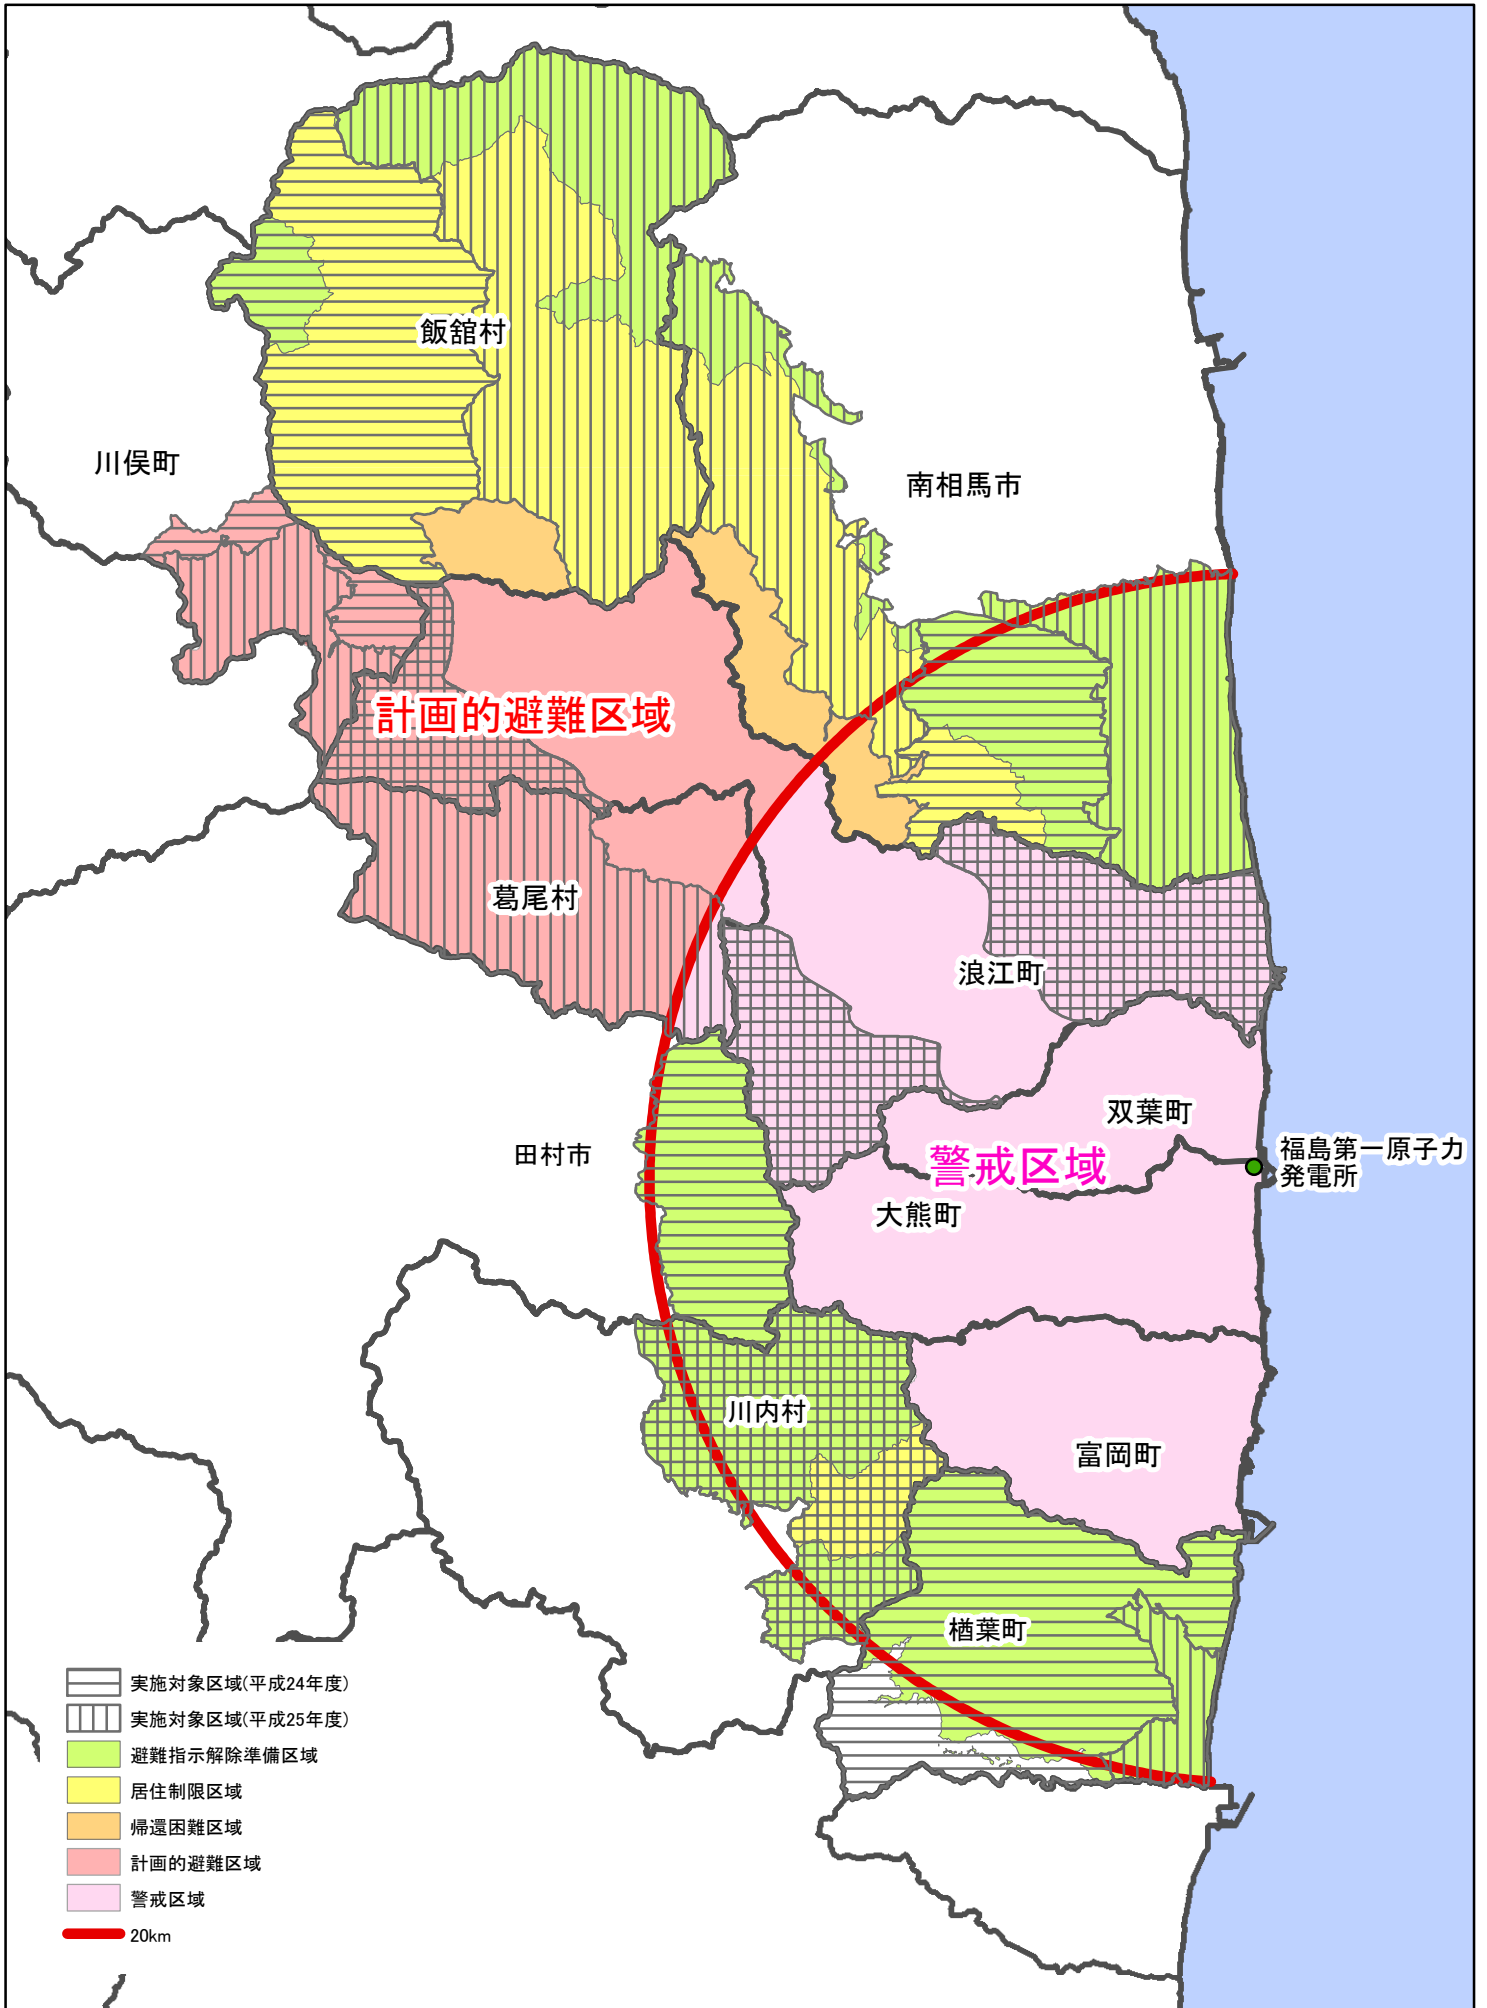 飯舘村
川俣町
南相馬市
計画的避難区域
葛尾村
浪江町
双葉町
田村市
警戒区域
福島第一原子力
発電所
大熊町
川内村
富岡町
楢葉町
実施対象区域(平成24年度)
実施対象区域(平成25年度)
避難指示解除準備区域
居住制限区域
帰還困難区域
計画的避難区域
警戒区域
20km